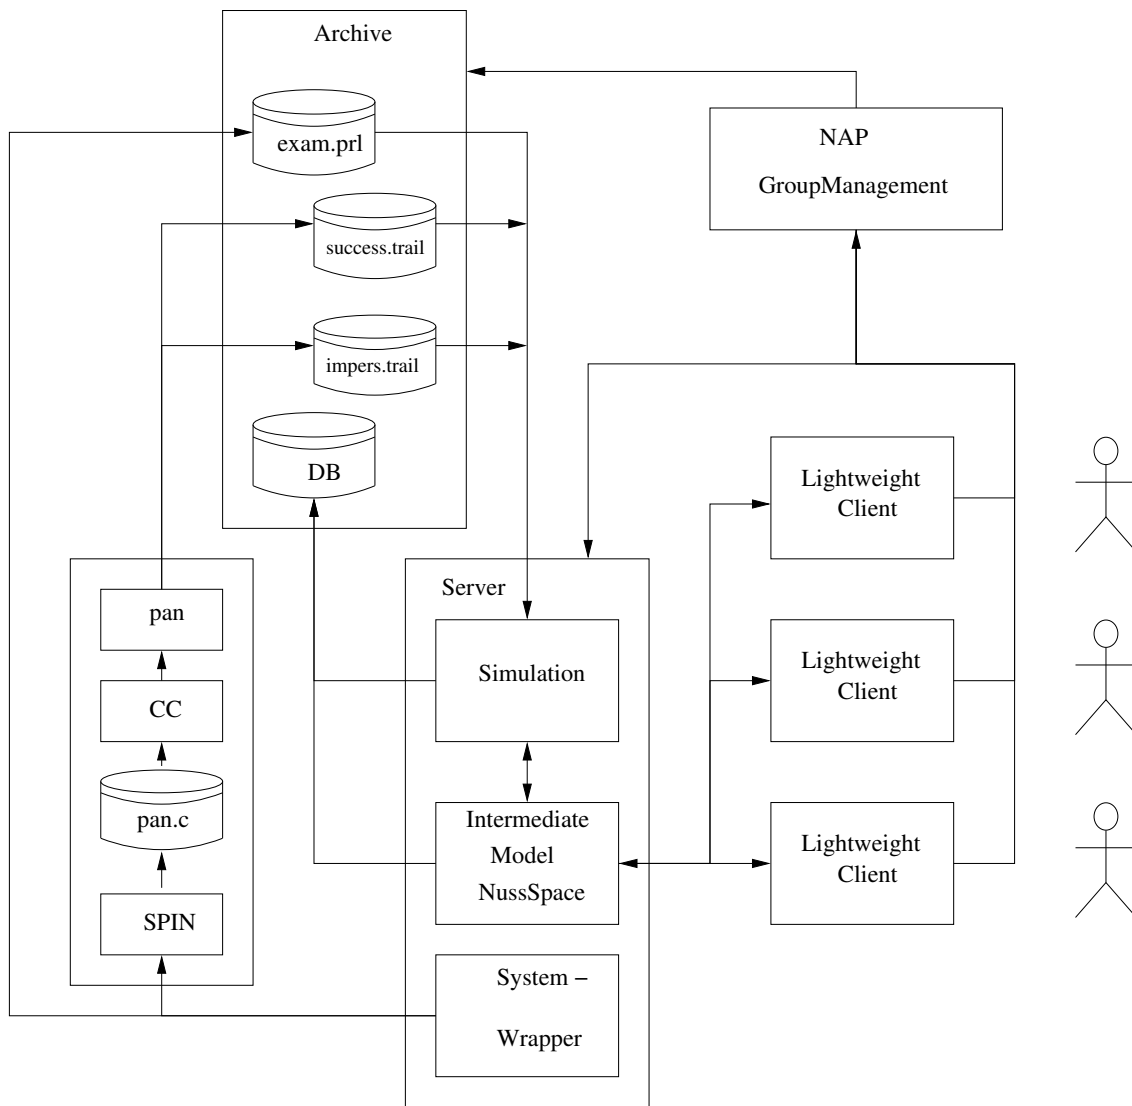 Archive
exam.prl
success.trail
impers.trail
DB
NAP
GroupManagement
pan
CC
pan.c
SPIN
Server
Simulation
Intermediate
Model
NussSpace
System –
Wrapper
Lightweight
Client
Lightweight
Client
Lightweight
Client